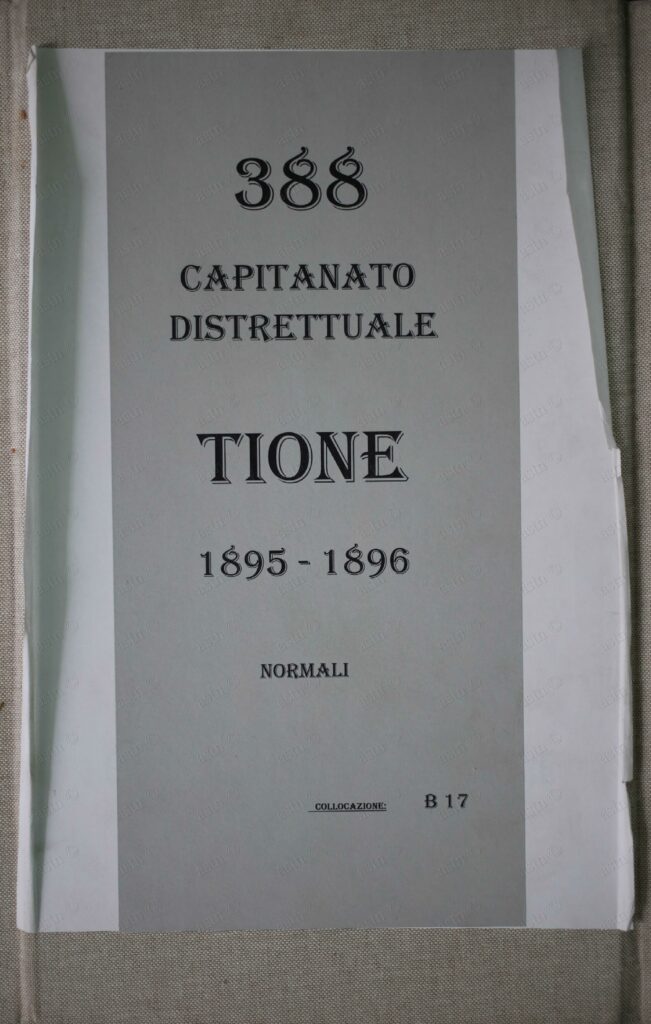 388
CAPITANATO
DISTRETTUALE
TIONE
1895 - 1896
NORMALI
COLLOCAZIONE: B 17